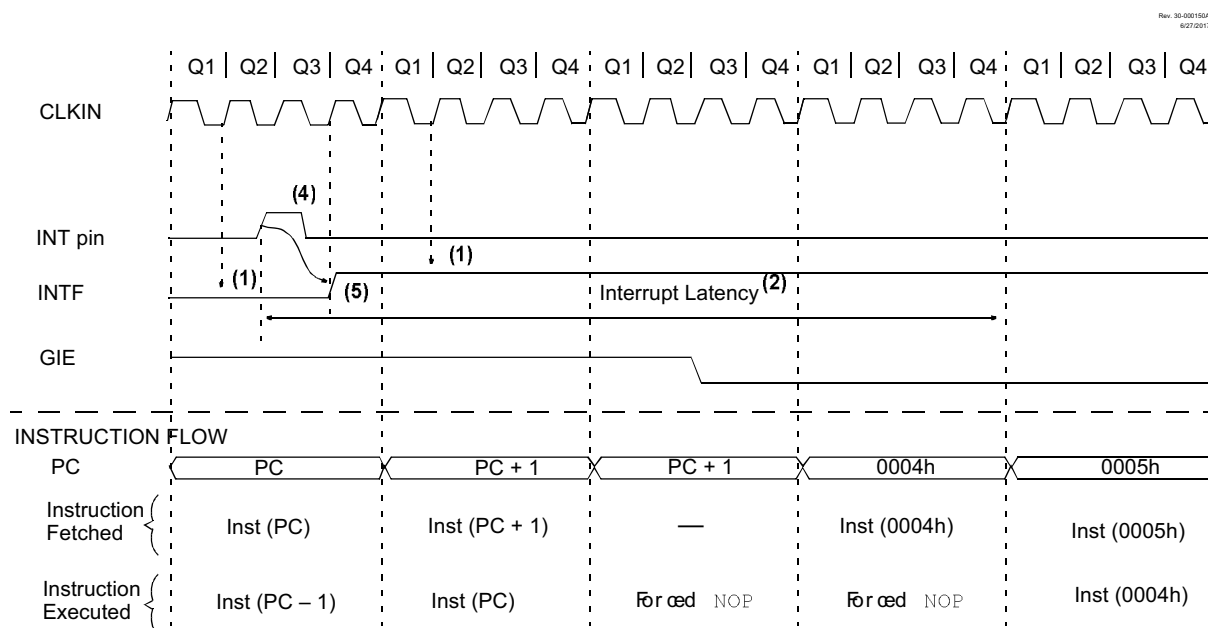 Rev. 30-000150A
6/27/2017
Q1 | Q2 | Q3 | Q4 Q1 | Q2 | Q3 | Q4 Q1 | Q2 | Q3 | Q4 Q1 | Q2 | Q3 | Q4 Q1 | Q2 | Q3 | Q4
CLKIN
(4)
INT pin
(1) (1)
INTF (5) Interrupt Latency (2)
GIE
INSTRUCTION FLOW
PC PC PC + 1 PC + 1 0004h 0005h
Instruction Fetched Inst (PC) Inst (PC + 1) — Inst (0004h) Inst (0005h)
Instruction Executed Inst (PC – 1) Inst (PC) Forced NOP Forced NOP Inst (0004h)